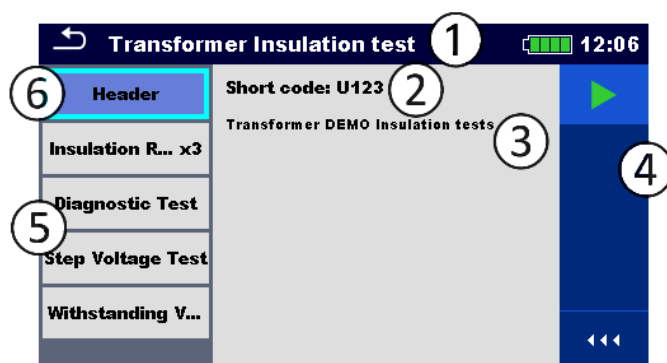 Transformer Insulation test 1 12:06
6 Header
Short code: U123 2
Transformer DEMO Insulation tests 3
4
Insulation R... x3
Diagnostic Test
5
Step Voltage Test
Withstanding V...